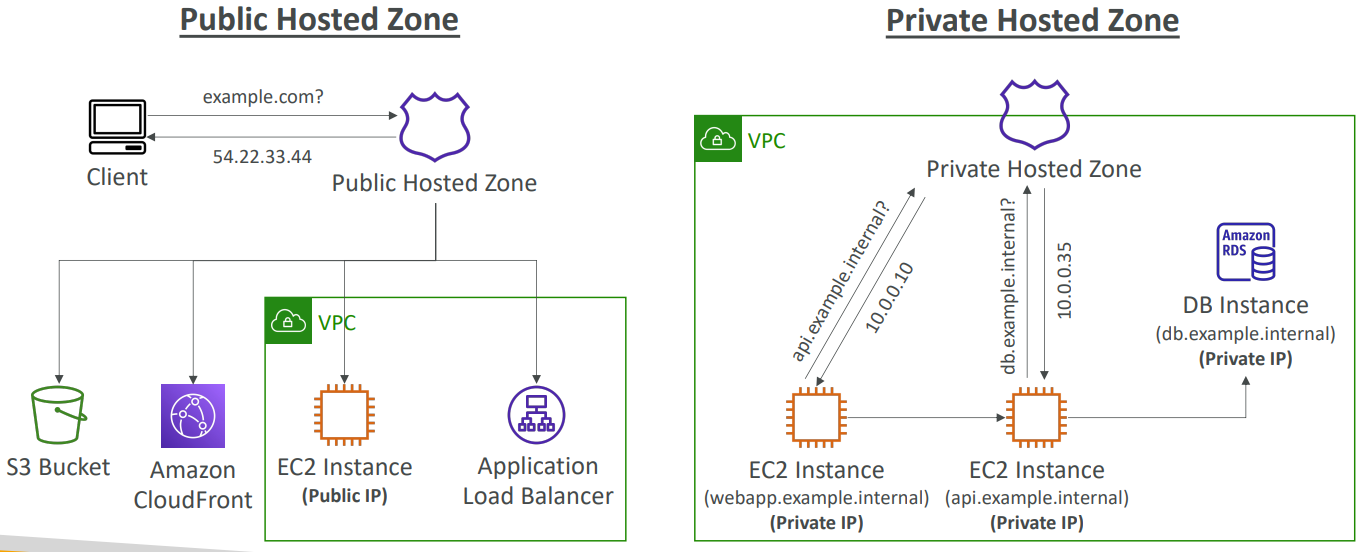 Public Hosted Zone
example.com?
54.22.33.44
Client
Public Hosted Zone
VPC
S3 Bucket
Amazon
CloudFront
EC2 Instance
(Public IP)
Application
Load Balancer
Private Hosted Zone
VPC
Private Hosted Zone
api.example.internal?
10.0.0.10
db.example.internal?
10.0.0.35
Amazon
RDS
DB Instance
(db.example.internal)
(Private IP)
EC2 Instance
(webapp.example.internal)
(Private IP)
EC2 Instance
(api.example.internal)
(Private IP)